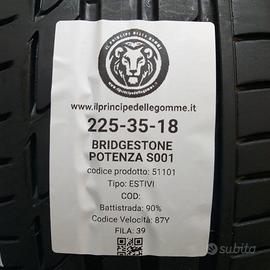 IL PRINCIPE DELLE GOMME
www.ilprincipedellegomme.it
225-35-18
BRIDGESTONE
POTENZA S001
codice prodotto: 51101
Tipo: ESTIVI
COD:
Battistrada: 90%
Codice Velocità: 87Y
FILA: 39
subito